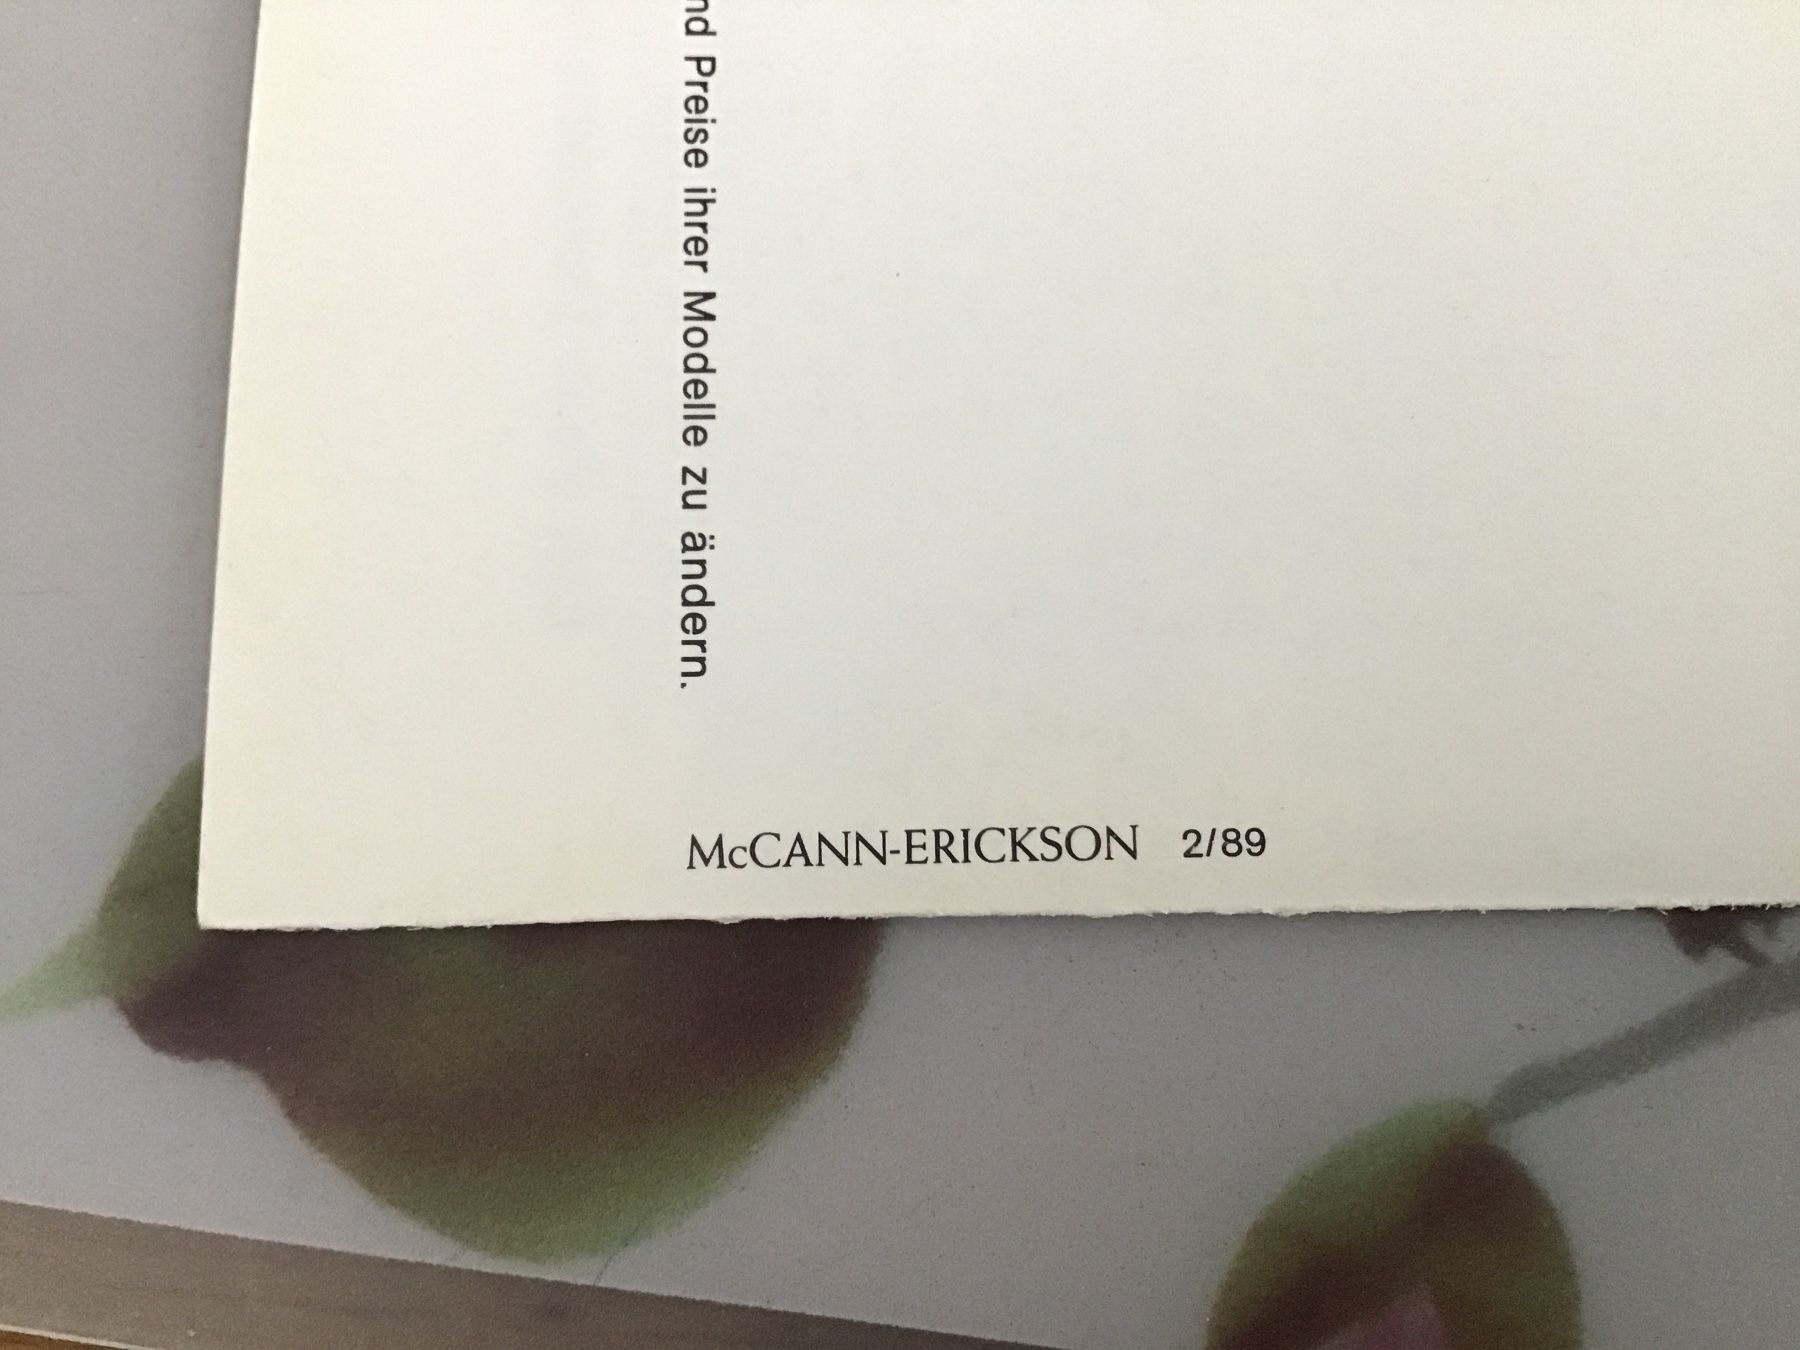 nd Preise ihrer Modelle zu ändern.
McCANN-ERICKSON 2/89